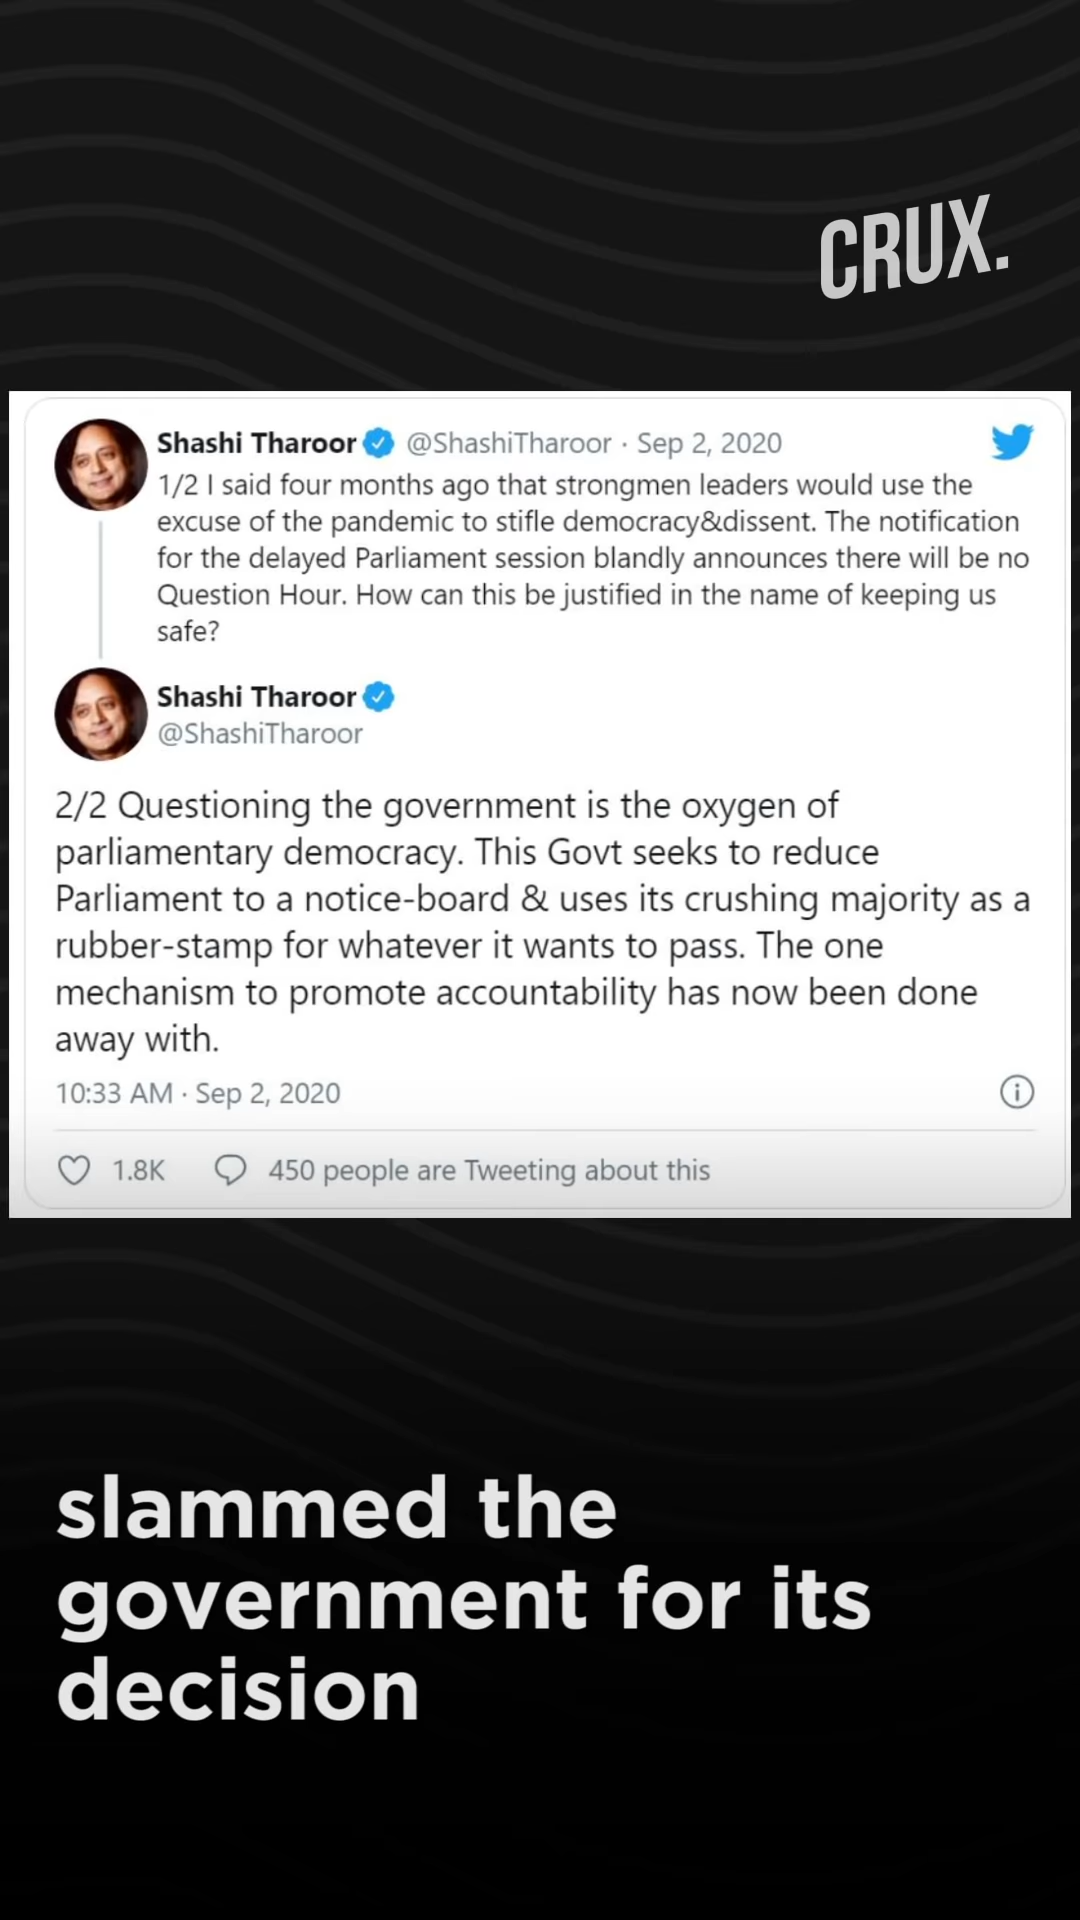 CRUX.
Shashi Tharoor @ShashiTharoor · Sep 2, 2020
1/2 I said four months ago that strongmen leaders would use the
excuse of the pandemic to stifle democracy&dissent. The notification
for the delayed Parliament session blandly announces there will be no
Question Hour. How can this be justified in the name of keeping us
safe?
Shashi Tharoor
@ShashiTharoor
2/2 Questioning the government is the oxygen of
parliamentary democracy. This Govt seeks to reduce
Parliament to a notice-board & uses its crushing majority as a
rubber-stamp for whatever it wants to pass. The one
mechanism to promote accountability has now been done
away with.
10:33 AM · Sep 2, 2020
1.8K 450 people are Tweeting about this
slammed the
government for its
decision